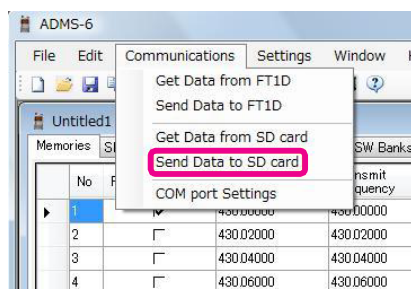 ADMS-6
File Edit Communications Settings Window
Get Data from FT1D
Send Data to FT1D
Get Data from SD card
Send Data to SD card
COM port Settings
Untitled1
Memories SW Banks
No
1 430.00000 430.00000
2 430.02000 430.02000
3 430.04000 430.04000
4 430.06000 430.06000